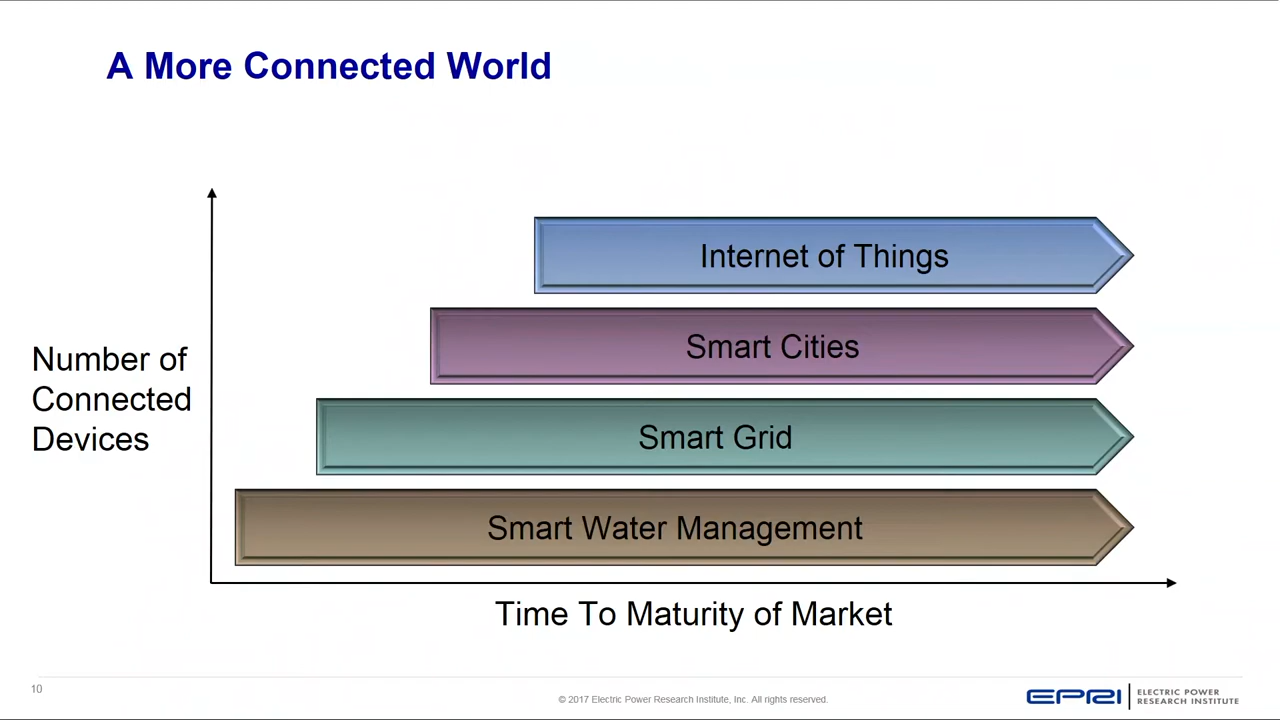 A More Connected World
Internet of Things
Smart Cities
Number of
Connected
Devices
Smart Grid
Smart Water Management
Time To Maturity of Market
10
© 2017 Electric Power Research Institute, Inc. All rights reserved.
EPRI
ELECTRIC POWER
RESEARCH INSTITUTE